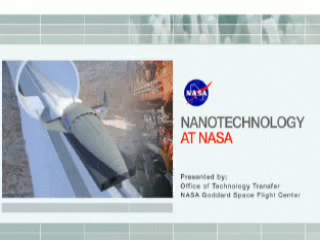 NASA
NANOTECHNOLOGY
AT NASA
Presented by:
Office of Technology Transfer
NASA Goddard Space Flight Center